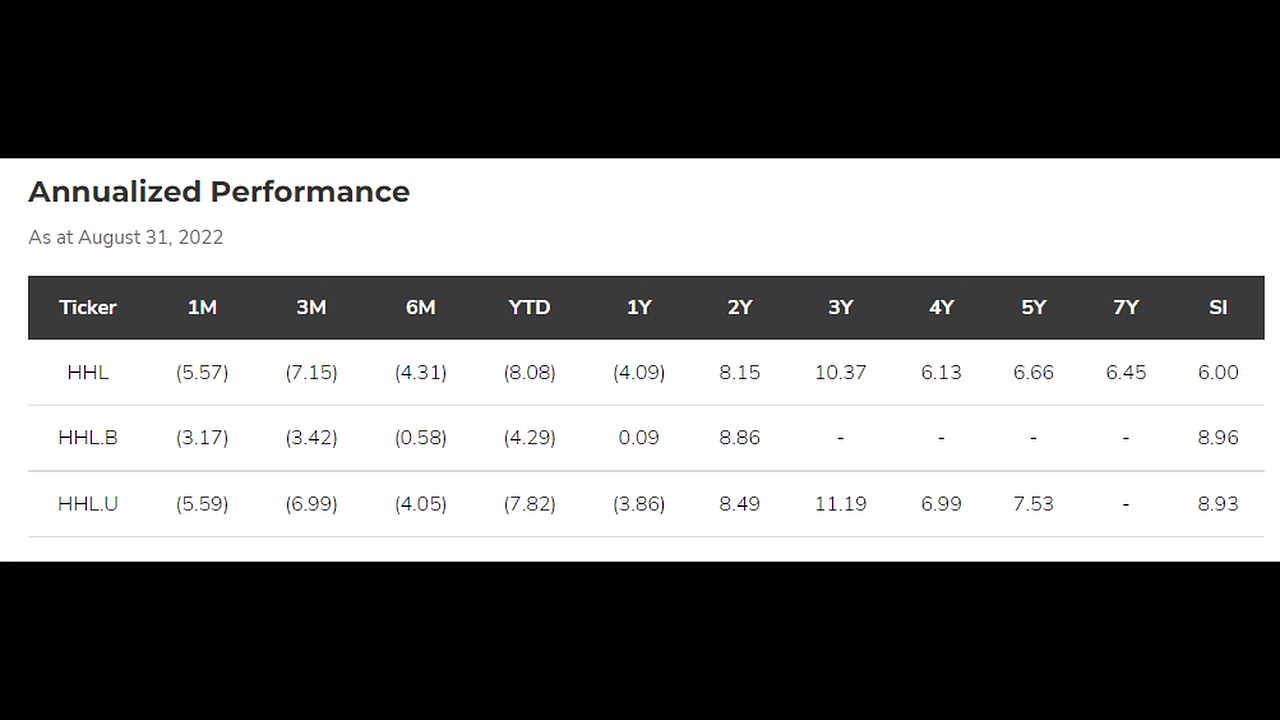 Annualized Performance
As at August 31, 2022
Ticker 1M 3M 6M YTD 1Y 2Y 3Y 4Y 5Y 7Y SI
HHL (5.57) (7.15) (4.31) (8.08) (4.09) 8.15 10.37 6.13 6.66 6.45 6.00
HHL.B (3.17) (3.42) (0.58) (4.29) 0.09 8.86 - - - - 8.96
HHL.U (5.59) (6.99) (4.05) (7.82) (3.86) 8.49 11.19 6.99 7.53 - 8.93